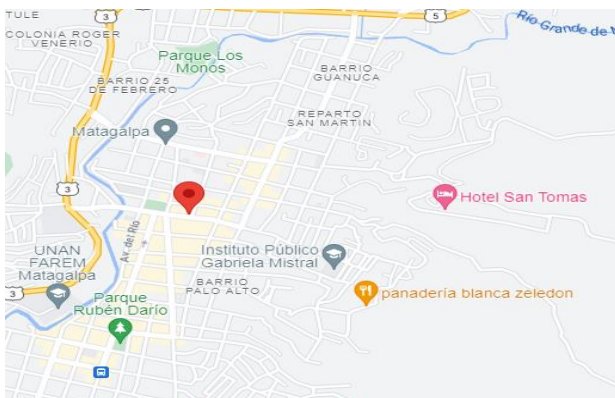 TULE
5
COLONIA ROGER
VENERIO
Parque Los
Monos
Río Grande de
BARRIO
GUANUCA
BARRIO 25
DE FEBRERO
REPARTO
SAN MARTIN
Matagalpa
3
Hotel San Tomas
Av. del Río
UNAN
FAREM
Matagalpa
Instituto Público
Gabriela Mistral
BARRIO
PALO ALTO
3
panadería blanca zeledon
Parque
Rubén Darío